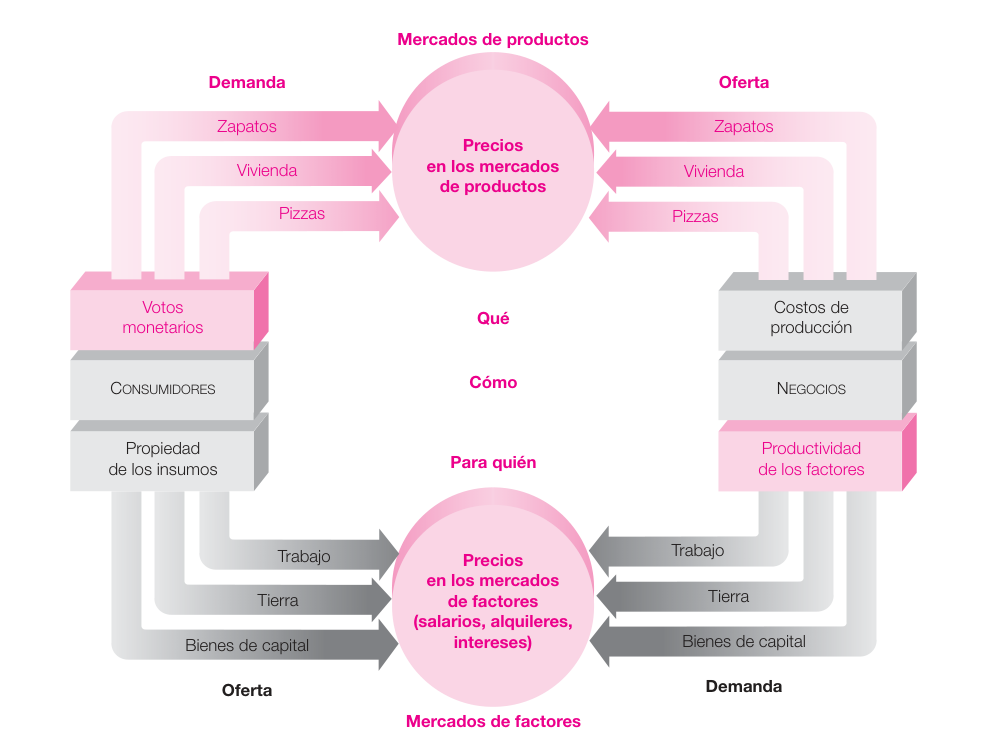 Mercados de productos
Demanda
Oferta
Zapatos
Zapatos
Vivienda
Vivienda
Pizzas
Pizzas
Precios
en los mercados
de productos
Votos
monetarios
Costos de
producción
Qué
CONSUMIDORES
Cómo
NEGOCIOS
Propiedad
de los insumos
Para quién
Productividad
de los factores
Trabajo
Trabajo
Tierra
Tierra
Bienes de capital
Bienes de capital
Precios
en los mercados
de factores
(salarios, alquileres,
intereses)
Oferta
Demanda
Mercados de factores